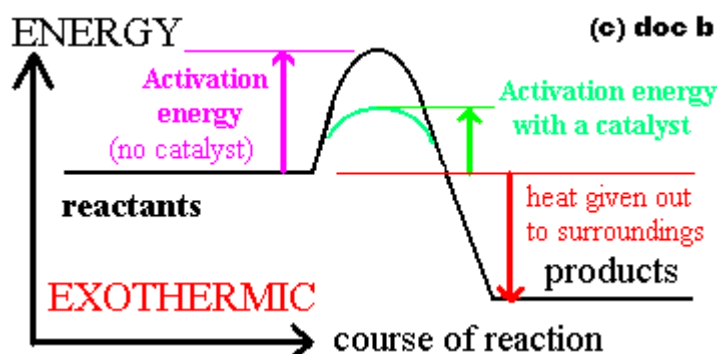 ENERGY
(c) doc b
Activation
energy
(no catalyst)
Activation energy
with a catalyst
reactants
heat given out
to surroundings
products
EXOTHERMIC
course of reaction